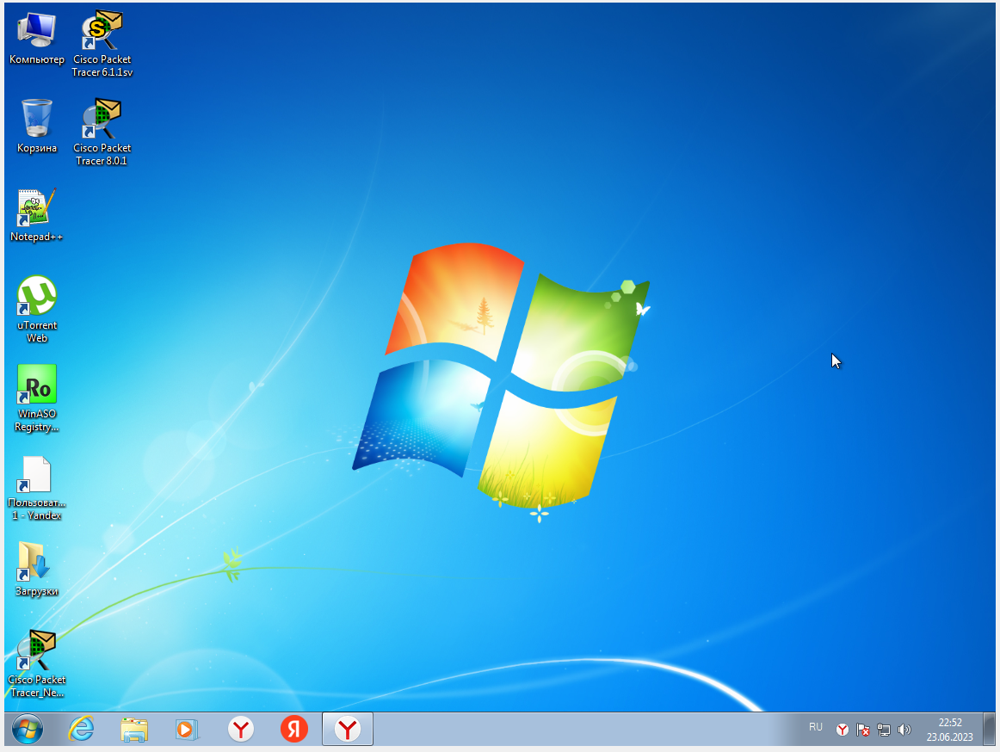 Компьютер
Cisco Packet
Tracer 6.1.1sv
Корзина
Cisco Packet
Tracer 8.0.1
Notepad++
uTorrent
Web
Ro
WinASO
Registry...
Пользоват...
1 - Yandex
Загрузки
Cisco Packet
Tracer_Ne...
RU
22:52
23.06.2023